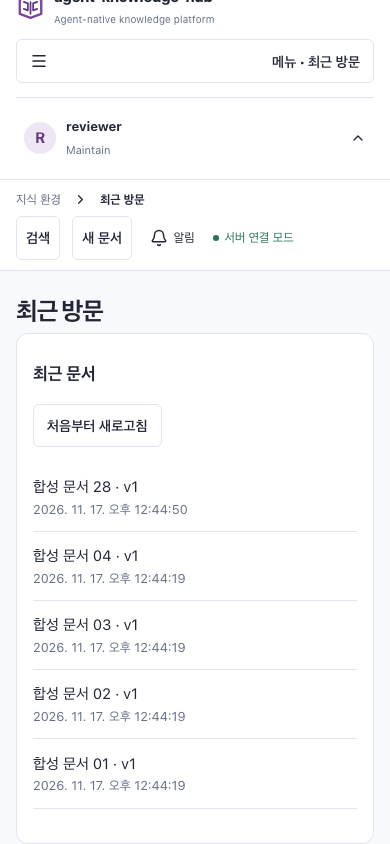 agent-knowledge-hub
Agent-native knowledge platform
메뉴 · 최근 방문
R
reviewer
Maintain
지식 환경 > 최근 방문
검색 새 문서 알림 서버 연결 모드
최근 방문
최근 문서
처음부터 새로고침
합성 문서 28 · v1
2026. 11. 17. 오후 12:44:50
합성 문서 04 · v1
2026. 11. 17. 오후 12:44:19
합성 문서 03 · v1
2026. 11. 17. 오후 12:44:19
합성 문서 02 · v1
2026. 11. 17. 오후 12:44:19
합성 문서 01 · v1
2026. 11. 17. 오후 12:44:19